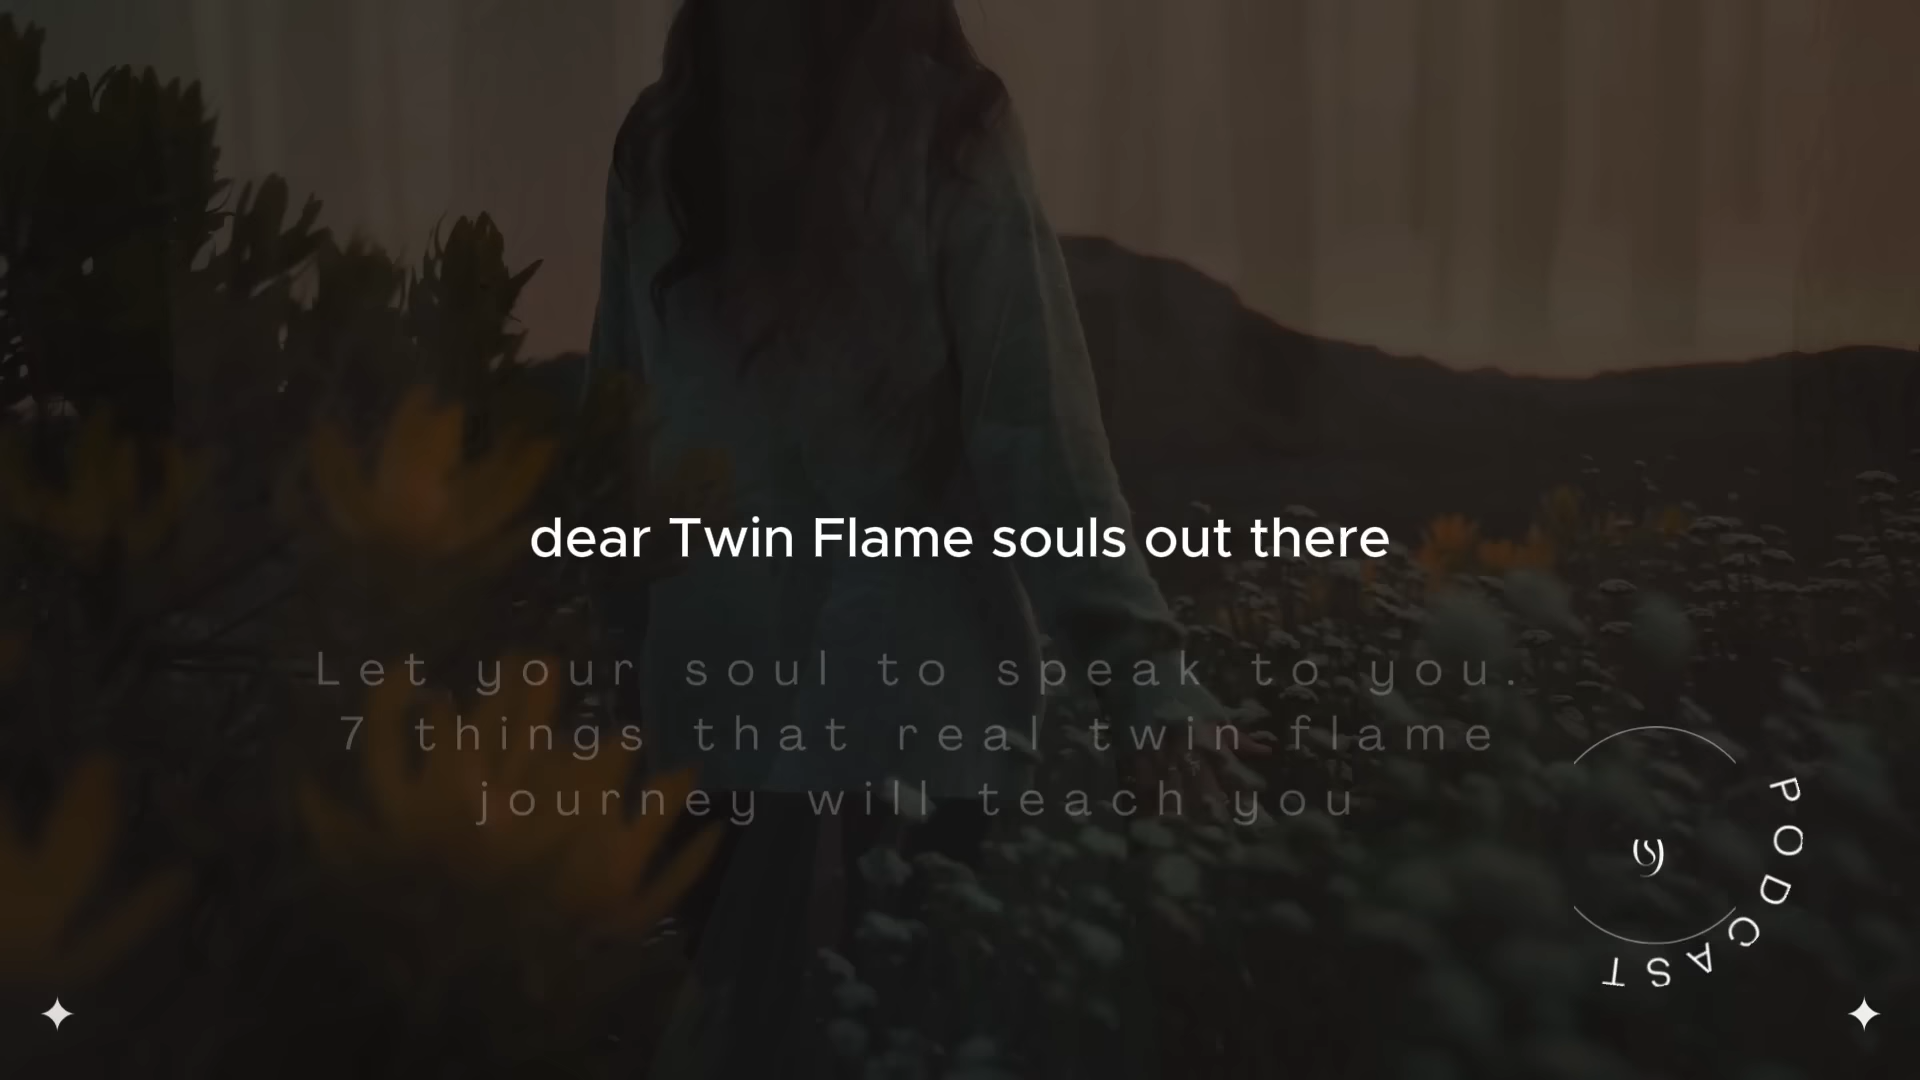 dear Twin Flame souls out there
Let your soul to speak to you.
7 things that real twin flame
journey will teach you
PODCAST